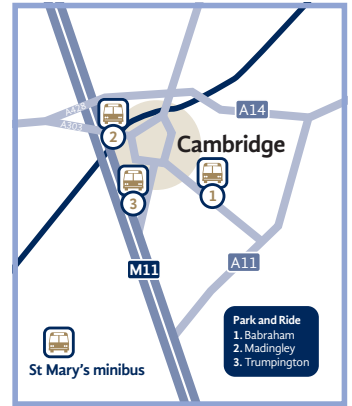 A428
A303
A14
2
Cambridge
1
3
M11
A11
St Mary's minibus
Park and Ride
1. Babraham
2. Madingley
3. Trumpington